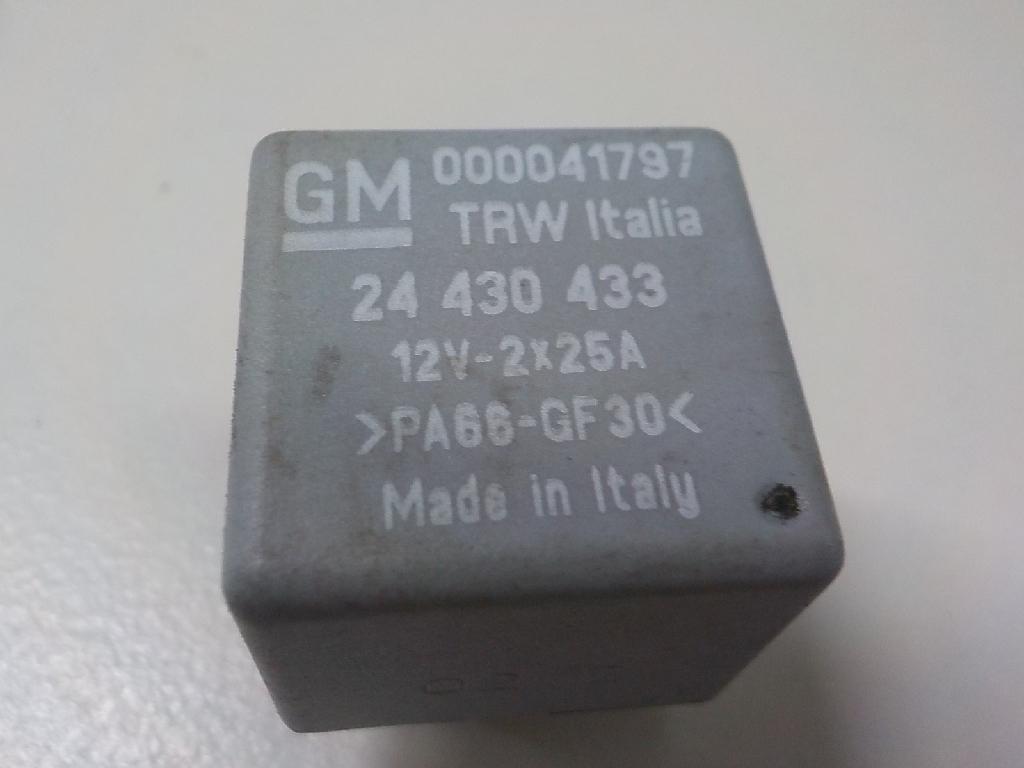 GM 000041797
TRW Italia
24 430 433
12V-2x25A
>PA66-GF30<
Made in Italy